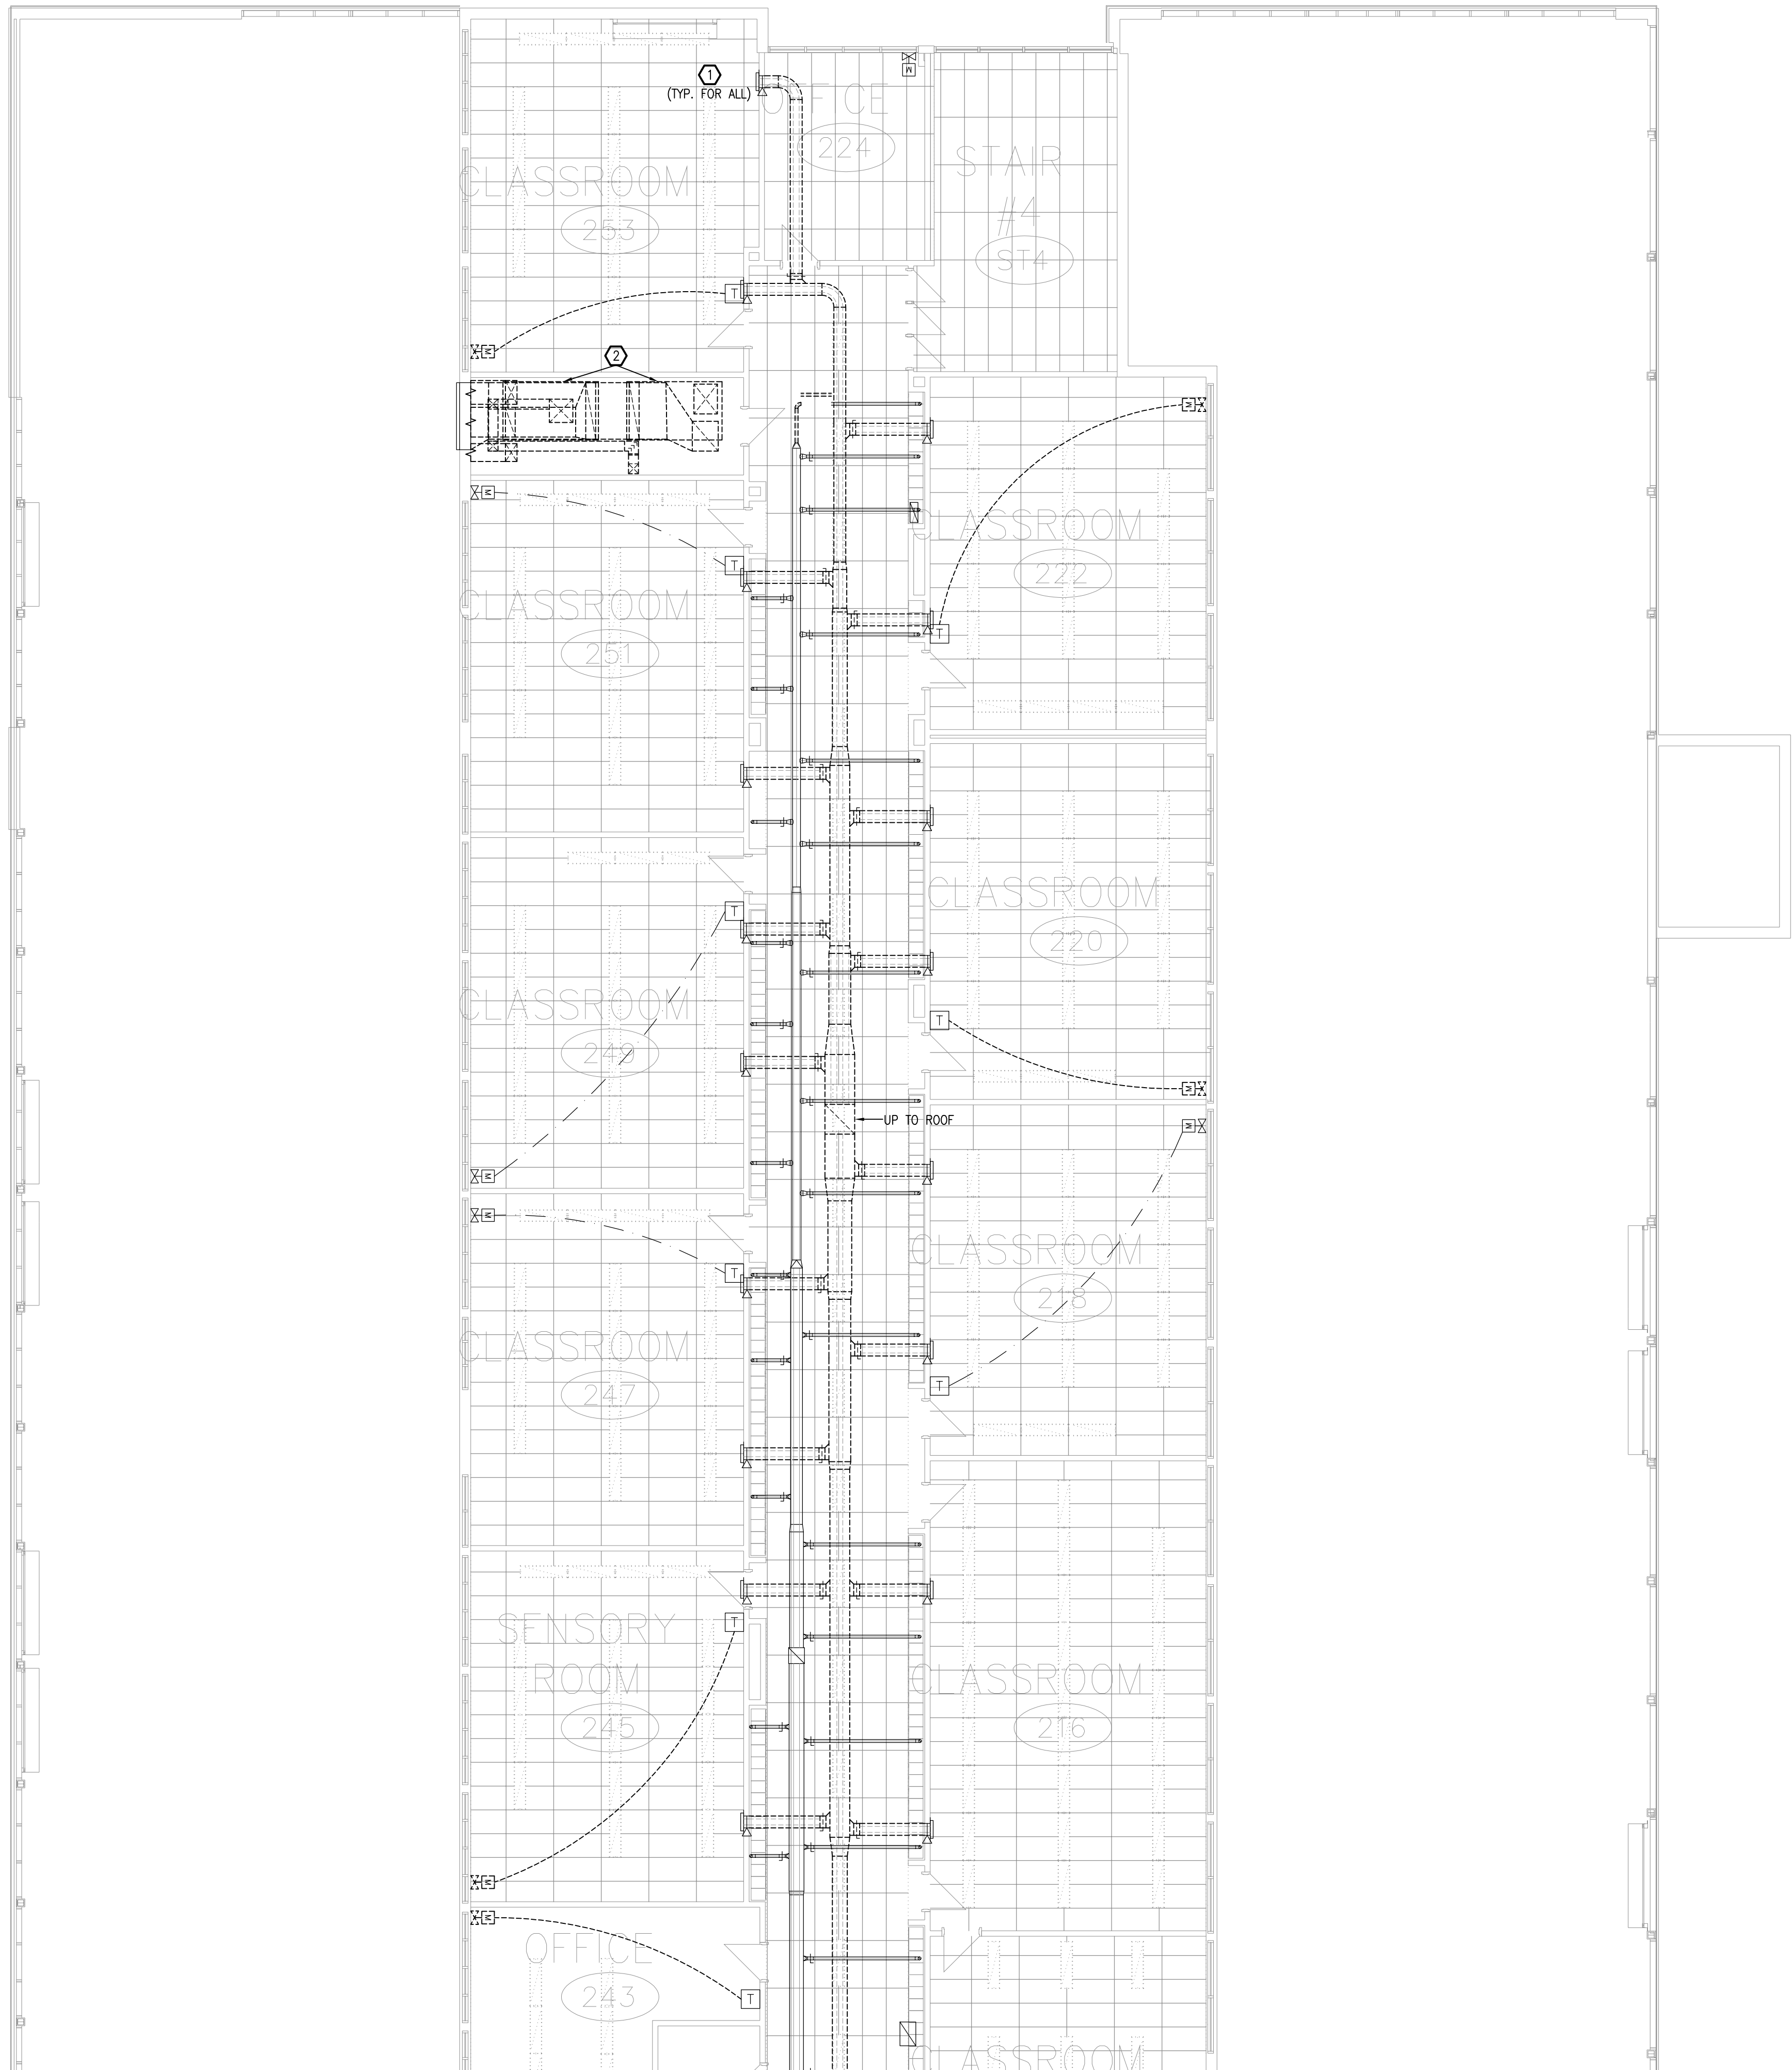 1
(TYP. FOR ALL)
OFFICE
224
STAIR
#4
ST4
M
CLASSROOM
253
T
M
2
M
T
CLASSROOM
251
M
CLASSROOM
222
T
CLASSROOM
220
T
M
T
CLASSROOM
249
M
UP TO ROOF
M
CLASSROOM
218
T
M
T
CLASSROOM
247
SENSORY
ROOM
245
T
M
CLASSROOM
216
M
OFFICE
243
T
CLASSROOM